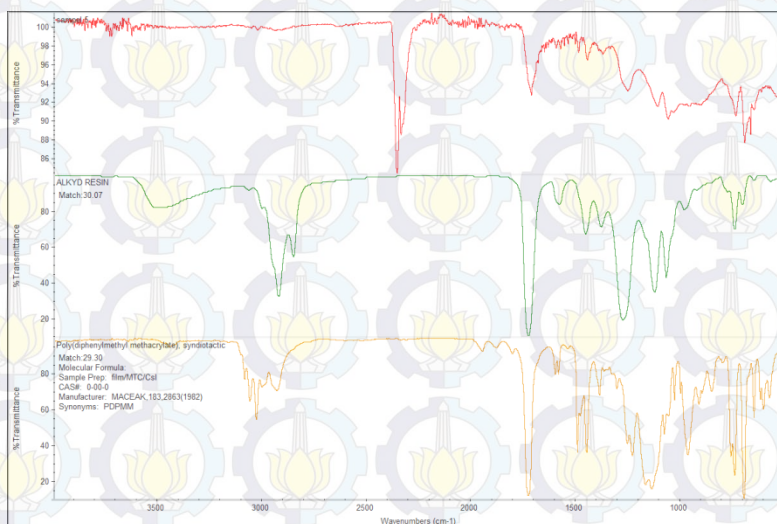 100
98
96
94
92
90
88
86
%Transmittance
ALKYD RESIN
Match:30.07
80
60
40
20
%Transmittance
Poly(diphenylmethyl methacrylate), syndiotactic
Match:29.30
Molecular Formula:
Sample Prep: film/MTC/CsI
CAS#: 0-00-0
Manufacturer: MACEAK,183,2863(1982)
Synonyms: PDPMM
80
60
40
20
%Transmittance
3500 3000 2500 2000 1500 1000
Wavenumbers (cm-1)